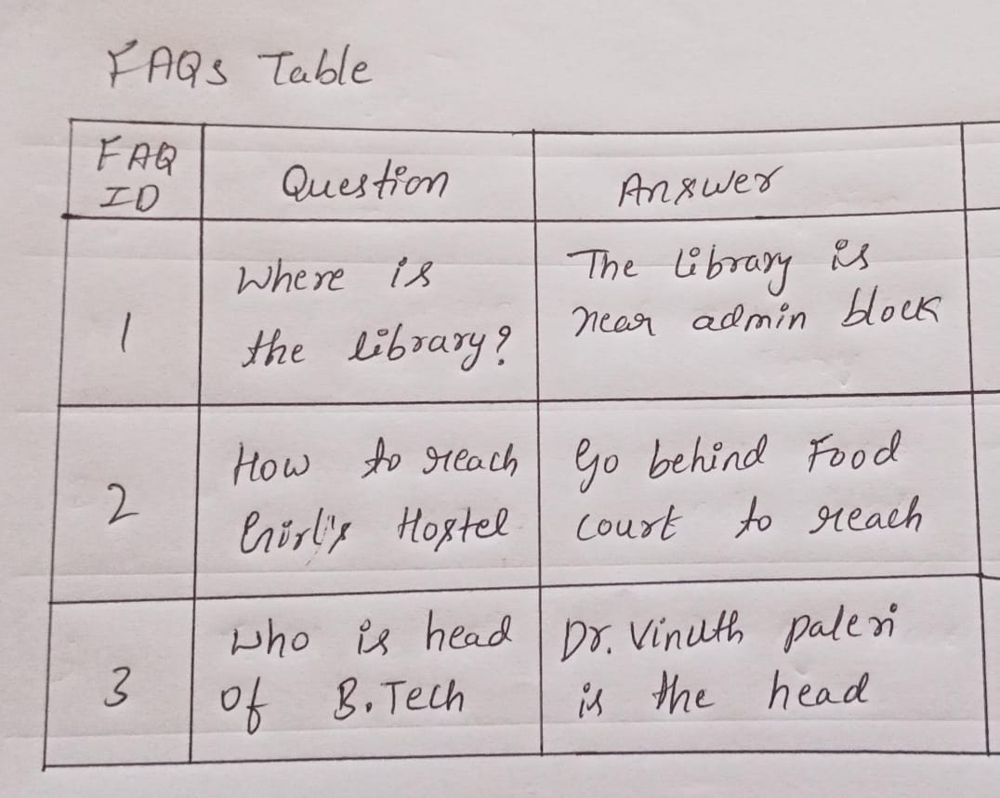 FAQs Table
FAQ
ID
Question
Answer
1
Where is
the library?
The library is
near admin block
2
How to reach
Girl's Hostel
Go behind Food
court to reach
3
who is head
of B.Tech
Dr. Vinuth paleri
is the head